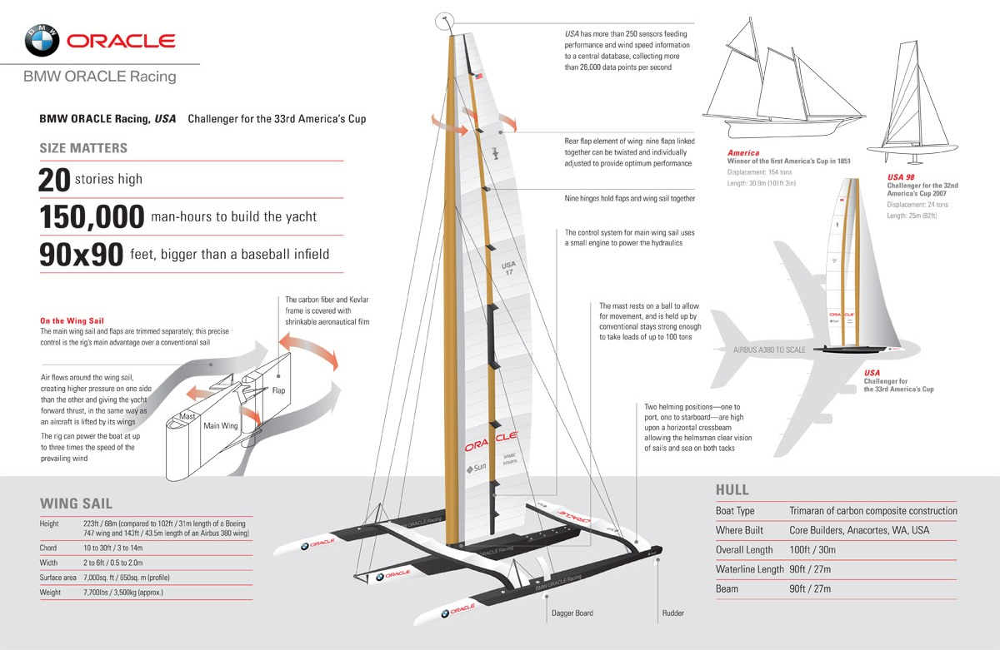 BMW
ORACLE
BMW ORACLE Racing
BMW ORACLE Racing, USA Challenger for the 33rd America's Cup
SIZE MATTERS
20 stories high
150,000 man-hours to build the yacht
90x90 feet, bigger than a baseball infield
On the Wing Sail
The main wing sail and flaps are trimmed separately; this precise
control is the rig's main advantage over a conventional sail
The carbon fiber and Kevlar
frame is covered with
shrinkable aeronautical film
Air flows around the wing sail,
creating higher pressure on one side
than the other and giving the yacht
forward thrust, in the same way as
an aircraft is lifted by its wings
The rig can power the boat at up
to three times the speed of the
prevailing wind
Mast
Main Wing
Flap
USA has more than 250 sensors feeding
performance and wind speed information
to a central database, collecting more
than 26,000 data points per second
Rear flap element of wing: nine flaps linked
together can be twisted and individually
adjusted to provide optimum performance
Nine hinges hold flaps and wing sail together
The control system for main wing sail uses
a small engine to power the hydraulics
The mast rests on a ball to allow
for movement, and is held up by
conventional stays strong enough
to take loads of up to 100 tons
Two helming positions—one to
port, one to starboard—are high
upon a horizontal crossbeam
allowing the helmsman clear vision
of sails and sea on both tacks
USA
17
ORACLE
Sun
SPARC
Solaris
America
Winner of the first America's Cup in 1851
Displacement: 154 tons
Length: 30.9m (101ft 3in)
USA 98
Challenger for the 32nd
America's Cup 2007
Displacement: 24 tons
Length: 25m (82ft)
ORACLE
AIRBUS A380 TO SCALE
USA
Challenger for
the 33rd America's Cup
WING SAIL
Height 223ft / 68m (compared to 102ft / 31m length of a Boeing
747 wing and 143ft / 43.5m length of an Airbus 380 wing)
Chord 10 to 30ft / 3 to 14m
Width 2 to 6ft / 0.5 to 2.0m
Surface area 7,000sq. ft / 650sq. m (profile)
Weight 7,700lbs / 3,500kg (approx.)
BMW ORACLE Racing
ORACLE
ORACLE
ORACLE Racing
ORACLE
BMW ORACLE Racing
ORACLE
Dagger Board
Rudder
HULL
Boat Type Trimaran of carbon composite construction
Where Built Core Builders, Anacortes, WA, USA
Overall Length 100ft / 30m
Waterline Length 90ft / 27m
Beam 90ft / 27m